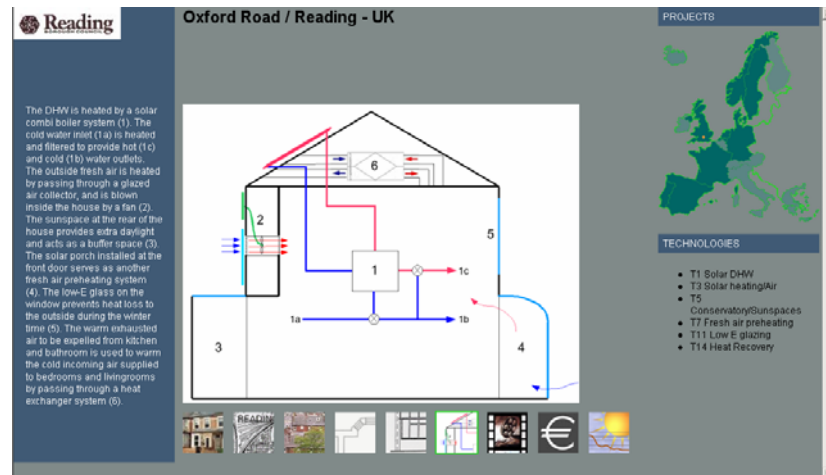 Reading
BOROUGH COUNCIL
Oxford Road / Reading - UK
PROJECTS
The DHW is heated by a solar
combi boiler system (1). The
cold water inlet (1a) is heated
and filtered to provide hot (1c)
and cold (1b) water outlets.
The outside fresh air is heated
by passing through a glazed
air collector, and is blown
inside the house by a fan (2).
The sunspace at the rear of the
house provides extra daylight
and acts as a buffer space (3).
The solar porch installed at the
front door serves as another
fresh air preheating system
(4). The low-E glass on the
window prevents heat loss to
the outside during the winter
time (5). The warm exhausted
air to be expelled from kitchen
and bathroom is used to warm
the cold incoming air supplied
to bedrooms and livingrooms
by passing through a heat
exchanger system (6).
6
2
5
1
1c
1a
1b
3
4
TECHNOLOGIES
T1 Solar DHW
T3 Solar heating/Air
T5
Conservatory/Sunspaces
T7 Fresh air preheating
T11 Low E glazing
T14 Heat Recovery
READIN
€